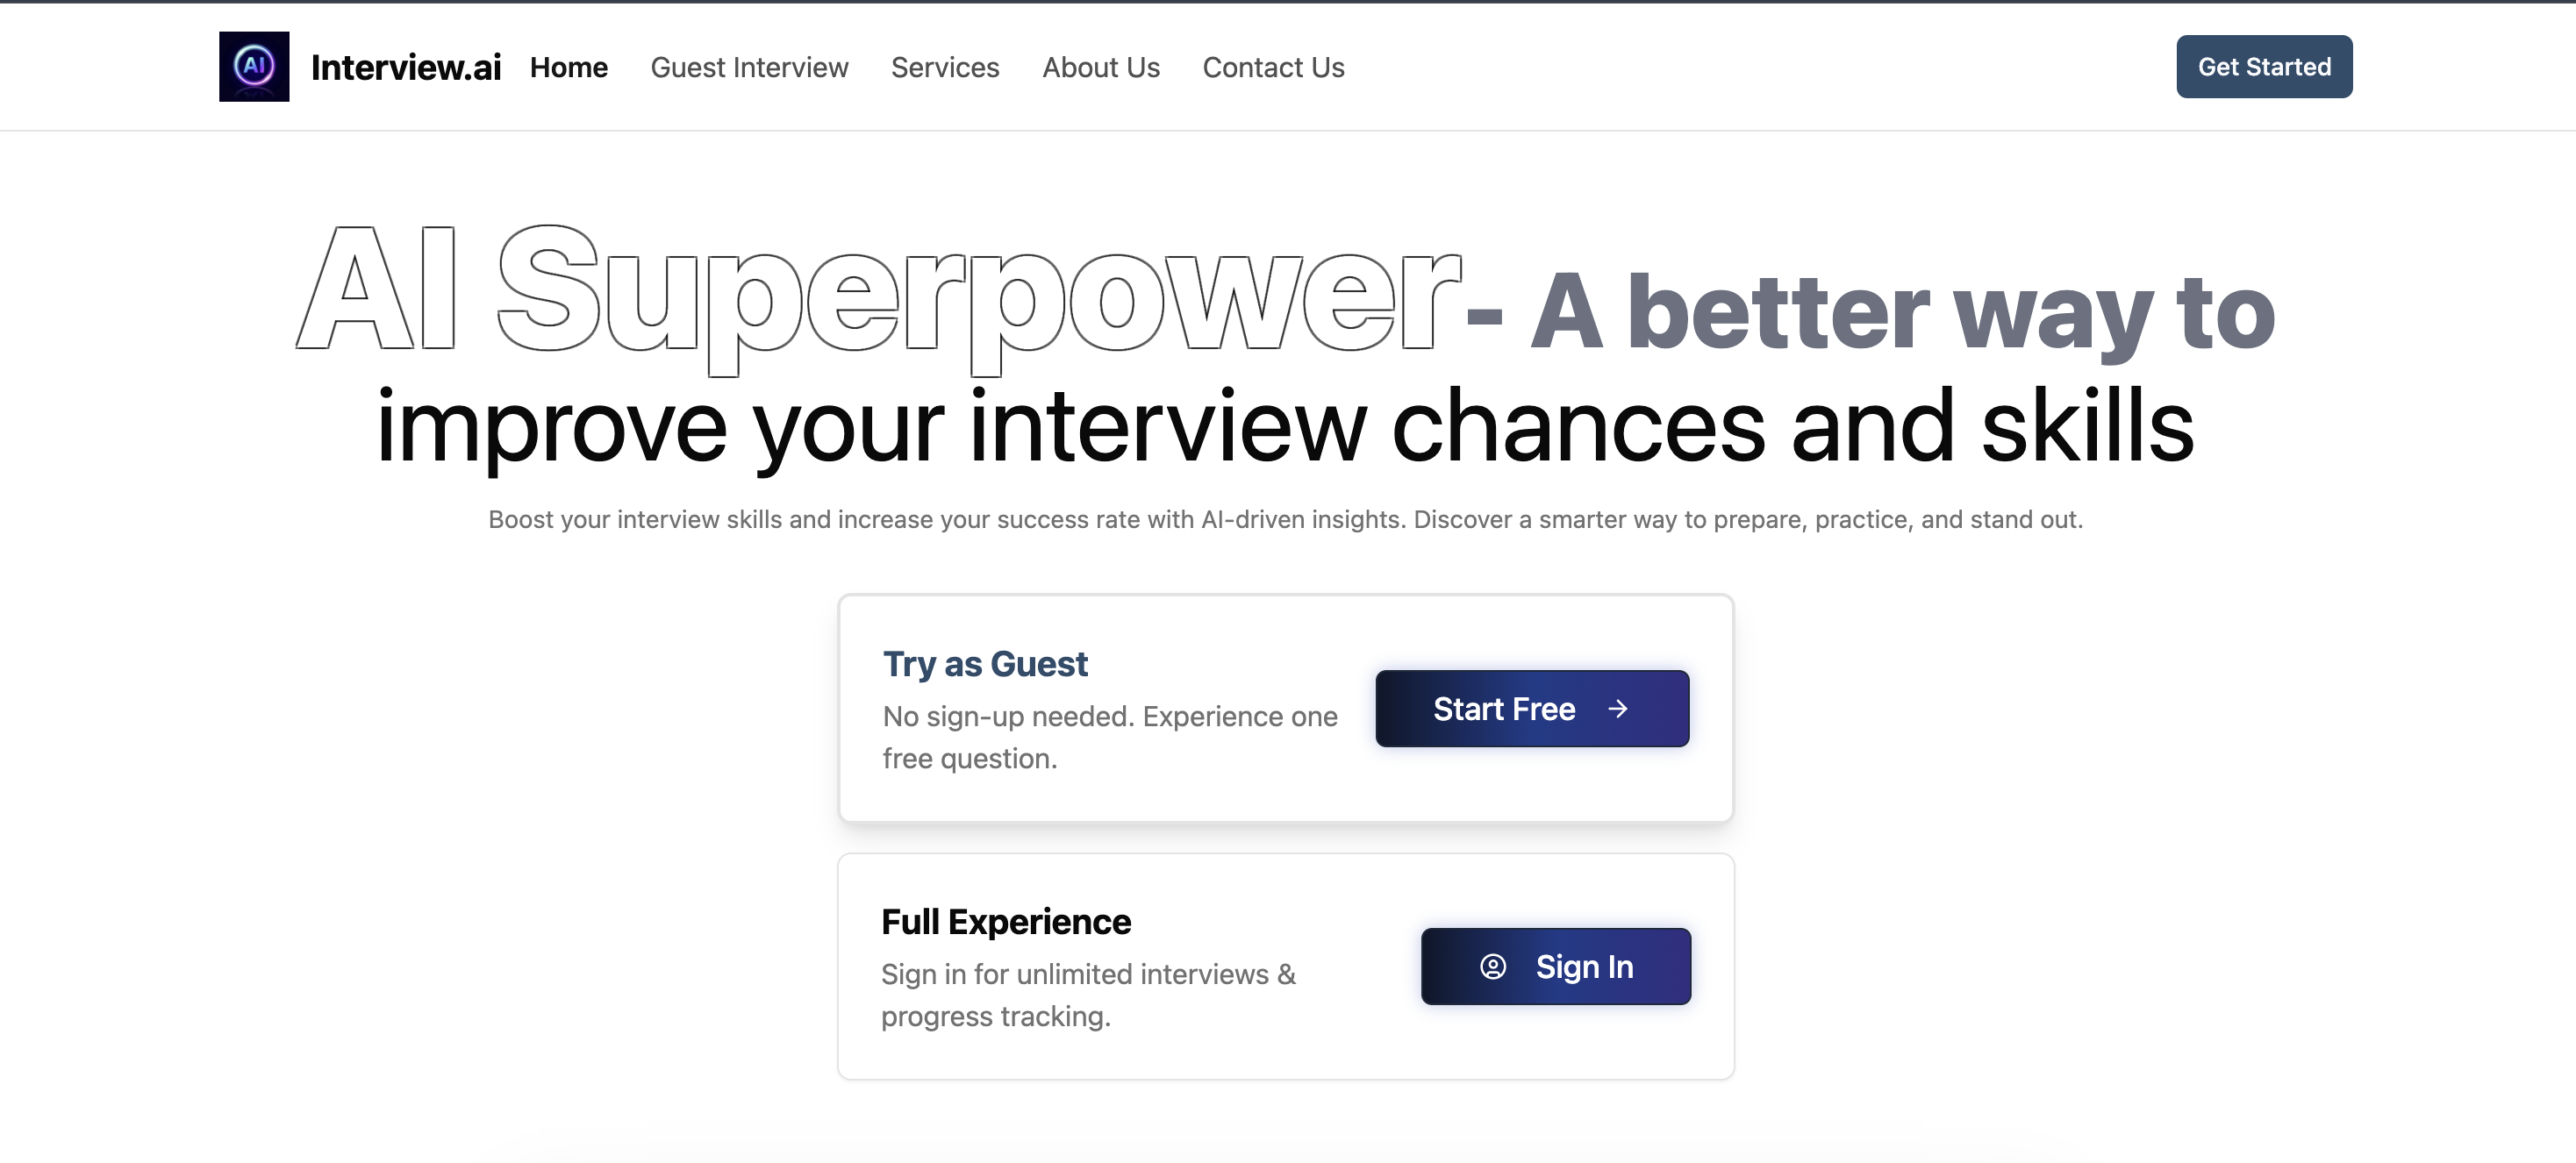 AI Interview.ai Home Guest Interview Services About Us Contact Us Get Started
AI Superpower - A better way to
improve your interview chances and skills
Boost your interview skills and increase your success rate with AI-driven insights. Discover a smarter way to prepare, practice, and stand out.
Try as Guest
No sign-up needed. Experience one
free question.
Start Free →
Full Experience
Sign in for unlimited interviews &
progress tracking.
Sign In